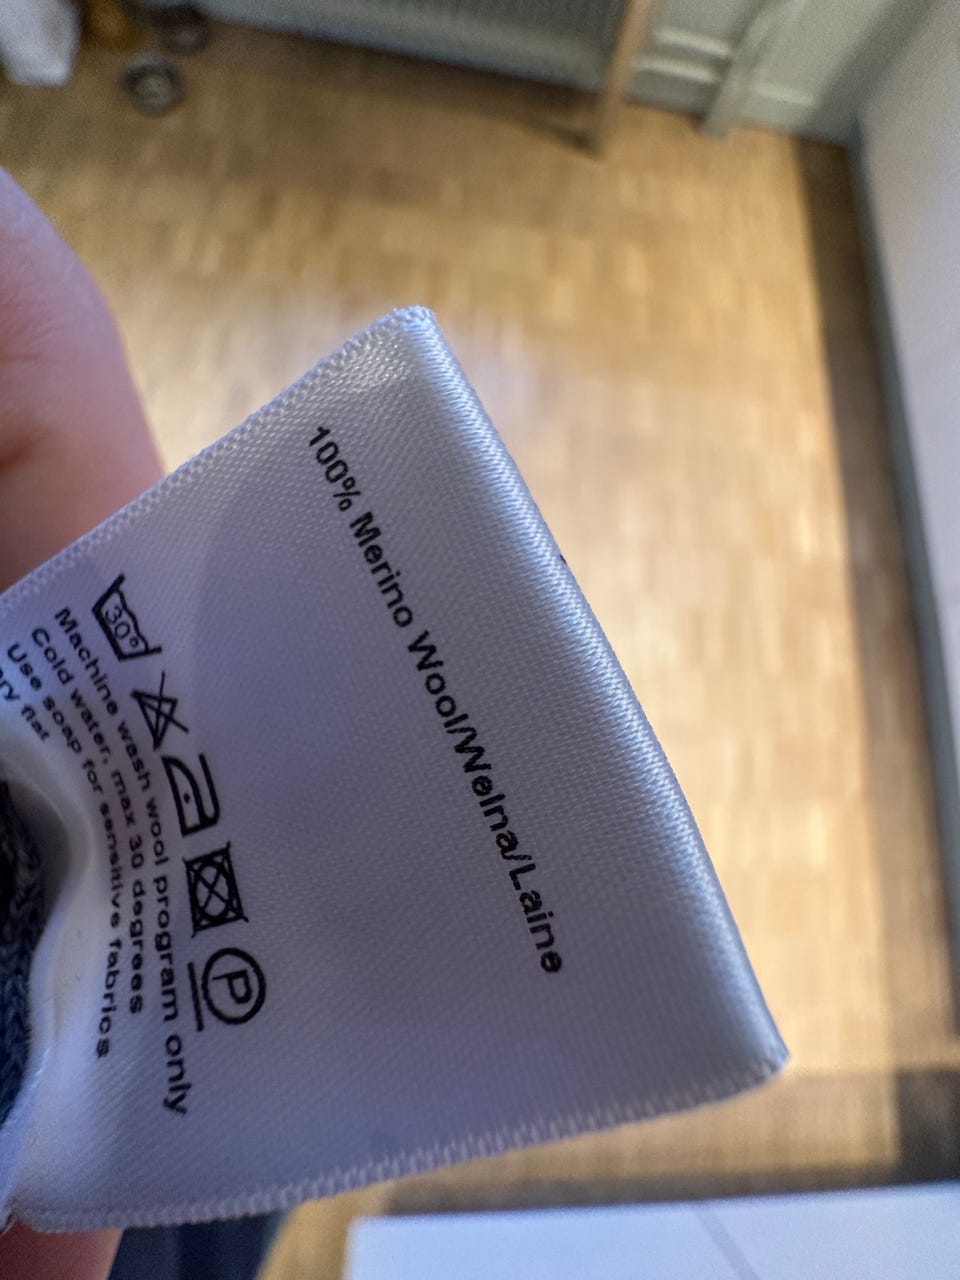 100% Merino Wool/Wełna/Laine
30°
P
Machine wash wool program only
Cold water, max 30 degrees
Use soap for sensitive fabrics
flat